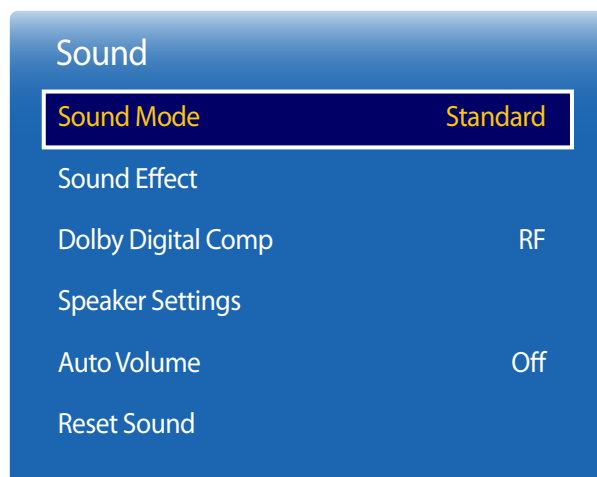 Sound
Sound Mode Standard
Sound Effect
Dolby Digital Comp RF
Speaker Settings
Auto Volume Off
Reset Sound